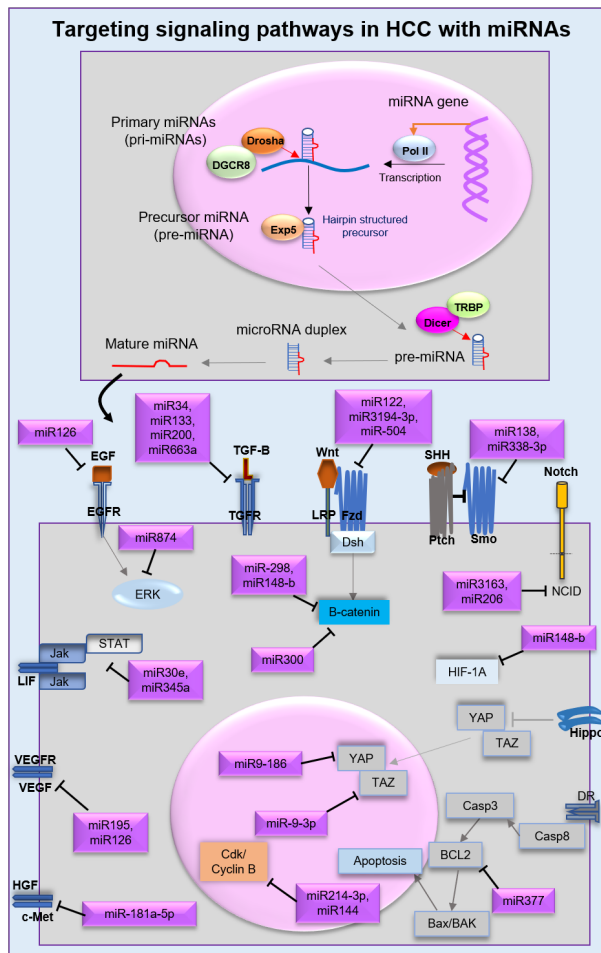 Targeting signaling pathways in HCC with miRNAs
miRNA gene
Primary miRNAs
(pri-miRNAs)
Drosha
DGCR8
Pol II
Transcription
Precursor miRNA
(pre-miRNA)
Exp5
Hairpin structured
precursor
TRBP
Dicer
microRNA duplex
Mature miRNA
pre-miRNA
miR126
EGF
EGFR
miR34,
miR133,
miR200,
miR663a
TGF-B
TGFR
miR122,
miR3194-3p,
miR-504
Wnt
LRP
Fzd
Dsh
SHH
Ptch
Smo
miR138,
miR338-3p
Notch
NCID
miR874
ERK
miR-298,
miR148-b
B-catenin
miR300
miR3163,
miR206
miR148-b
HIF-1A
STAT
Jak
LIF
Jak
miR30e,
miR345a
YAP
TAZ
Hippo
VEGFR
VEGF
miR195,
miR126
miR9-186
YAP
TAZ
miR-9-3p
Cdk/
Cyclin B
miR214-3p,
miR144
DR
Casp3
Casp8
Apoptosis
BCL2
miR377
Bax/BAK
HGF
c-Met
miR-181a-5p